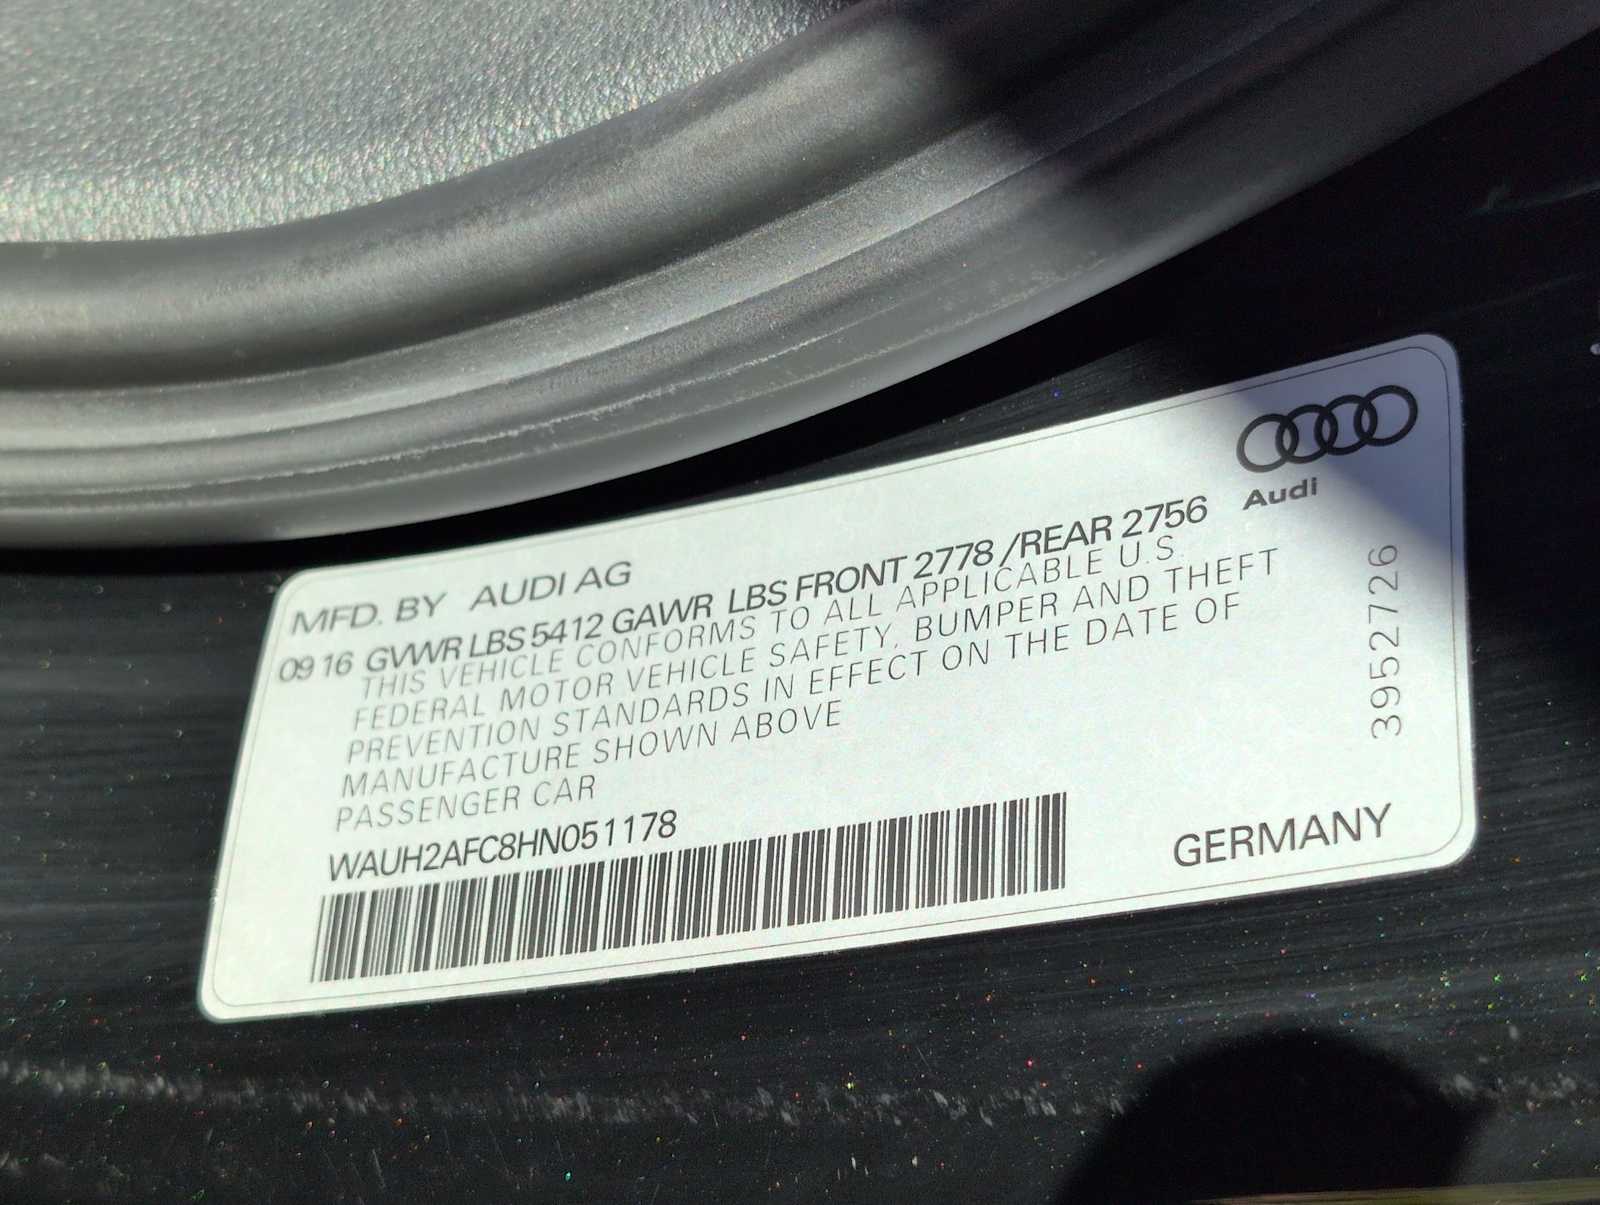 Audi
MFD. BY AUDI AG
09 16 GVWR LBS 5412 GAWR LBS FRONT 2778 /REAR 2756
THIS VEHICLE CONFORMS TO ALL APPLICABLE U.S.
FEDERAL MOTOR VEHICLE SAFETY, BUMPER AND THEFT
PREVENTION STANDARDS IN EFFECT ON THE DATE OF
MANUFACTURE SHOWN ABOVE
PASSENGER CAR
WAUH2AFC8HN051178
GERMANY
3952726